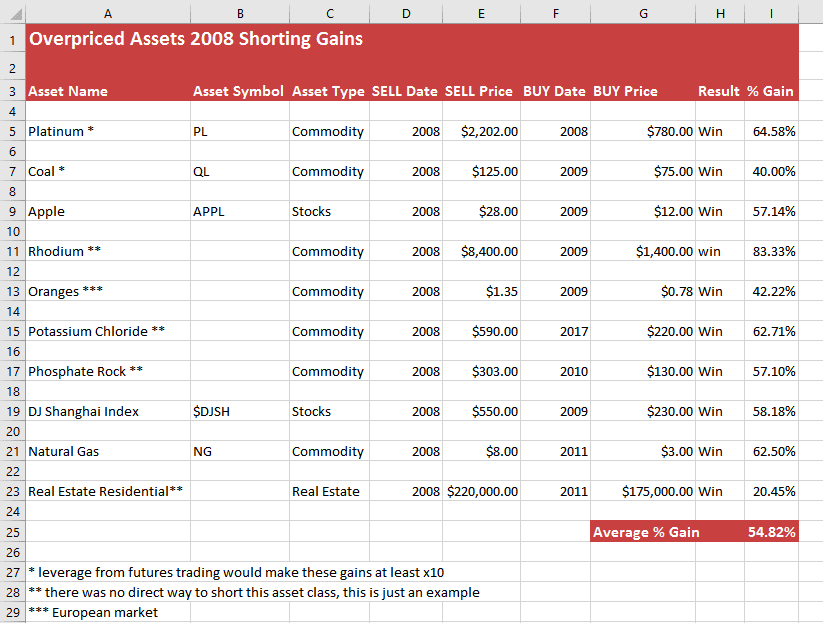 A B C D E F G H I
1 Overpriced Assets 2008 Shorting Gains
2
3 Asset Name Asset Symbol Asset Type SELL Date SELL Price BUY Date BUY Price Result % Gain
4
5 Platinum * PL Commodity 2008 $2,202.00 2008 $780.00 Win 64.58%
6
7 Coal * QL Commodity 2008 $125.00 2009 $75.00 Win 40.00%
8
9 Apple APPL Stocks 2008 $28.00 2009 $12.00 Win 57.14%
10
11 Rhodium ** Commodity 2008 $8,400.00 2009 $1,400.00 win 83.33%
12
13 Oranges *** Commodity 2008 $1.35 2009 $0.78 Win 42.22%
14
15 Potassium Chloride ** Commodity 2008 $590.00 2017 $220.00 Win 62.71%
16
17 Phosphate Rock ** Commodity 2008 $303.00 2010 $130.00 Win 57.10%
18
19 DJ Shanghai Index $DJSH Stocks 2008 $550.00 2009 $230.00 Win 58.18%
20
21 Natural Gas NG Commodity 2008 $8.00 2011 $3.00 Win 62.50%
22
23 Real Estate Residential** Real Estate 2008 $220,000.00 2011 $175,000.00 Win 20.45%
24
25 Average % Gain 54.82%
26
27 * leverage from futures trading would make these gains at least x10
28 ** there was no direct way to short this asset class, this is just an example
29 *** European market